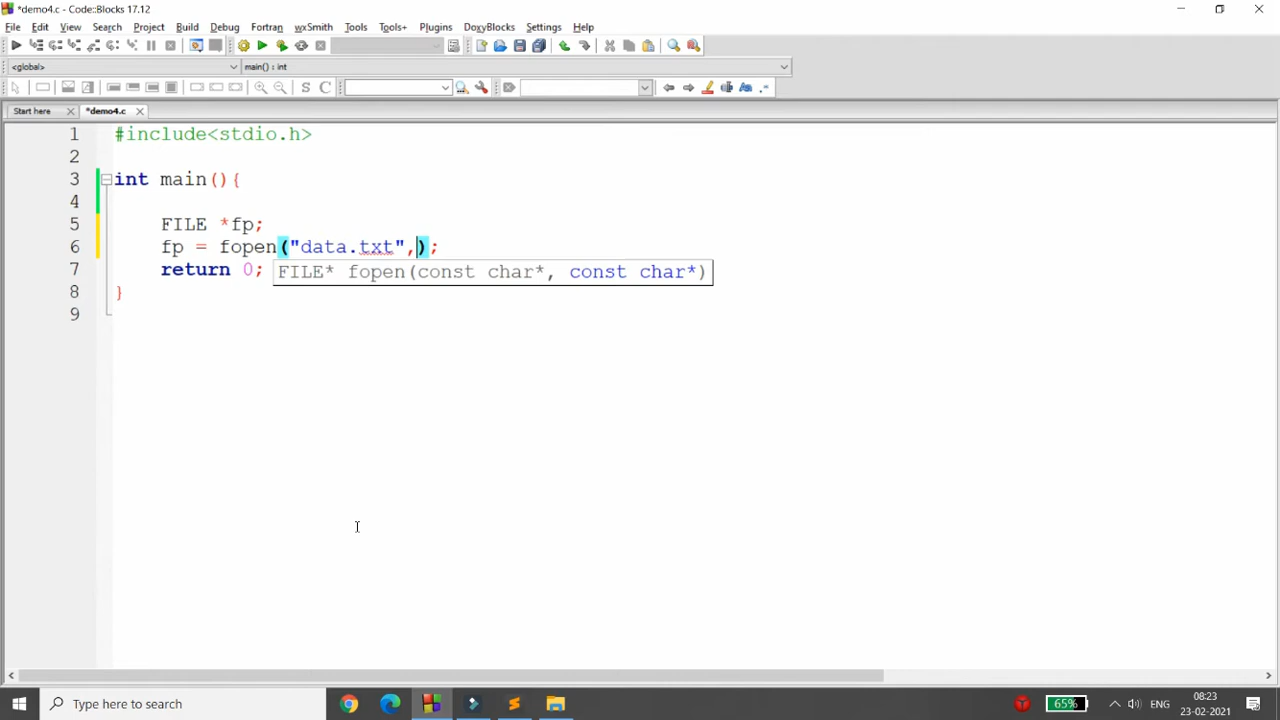 *demo4.c - Code::Blocks 17.12
File Edit View Search Project Build Debug Fortran wxSmith Tools Tools+ Plugins DoxyBlocks Settings Help
<global> main() : int
S C
Start here *demo4.c
1 #include<stdio.h>
2
3 int main(){
4
5 FILE *fp;
6 fp = fopen("data.txt",);
7 return 0; FILE* fopen(const char*, const char*)
8 }
9
Type here to search 65% ENG 08:23
23-02-2021